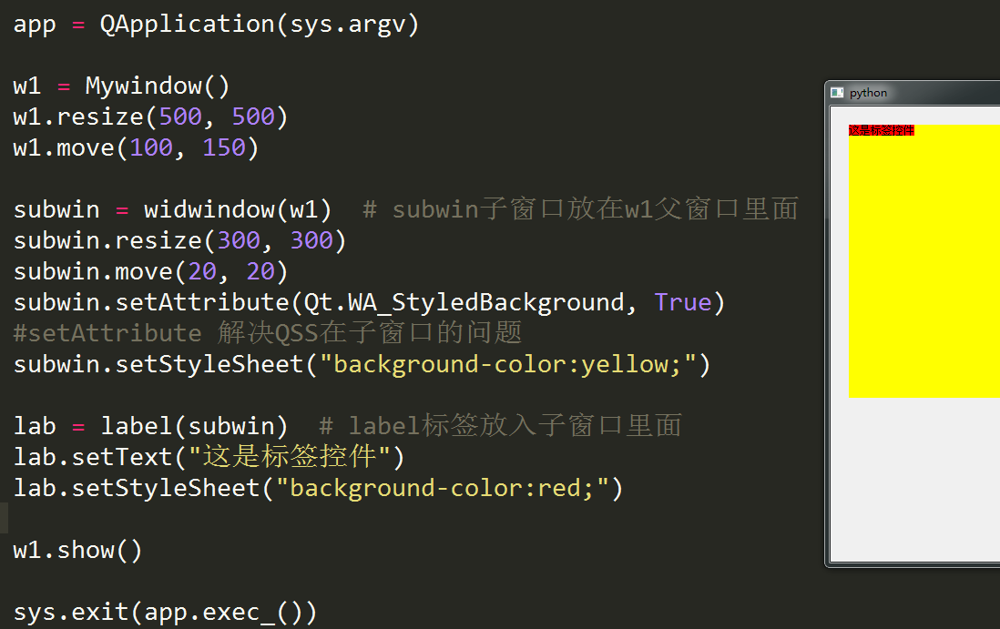 app = QApplication(sys.argv)
w1 = Mywindow()
w1.resize(500, 500)
w1.move(100, 150)
subwin = widwindow(w1)  # subwin子窗口放在w1父窗口里面
subwin.resize(300, 300)
subwin.move(20, 20)
subwin.setAttribute(Qt.WA_StyledBackground, True)
#setAttribute 解决QSS在子窗口的问题
subwin.setStyleSheet("background-color:yellow;")
lab = label(subwin)  # label标签放入子窗口里面
lab.setText("这是标签控件")
lab.setStyleSheet("background-color:red;")
w1.show()
sys.exit(app.exec_())
python
这是标签控件